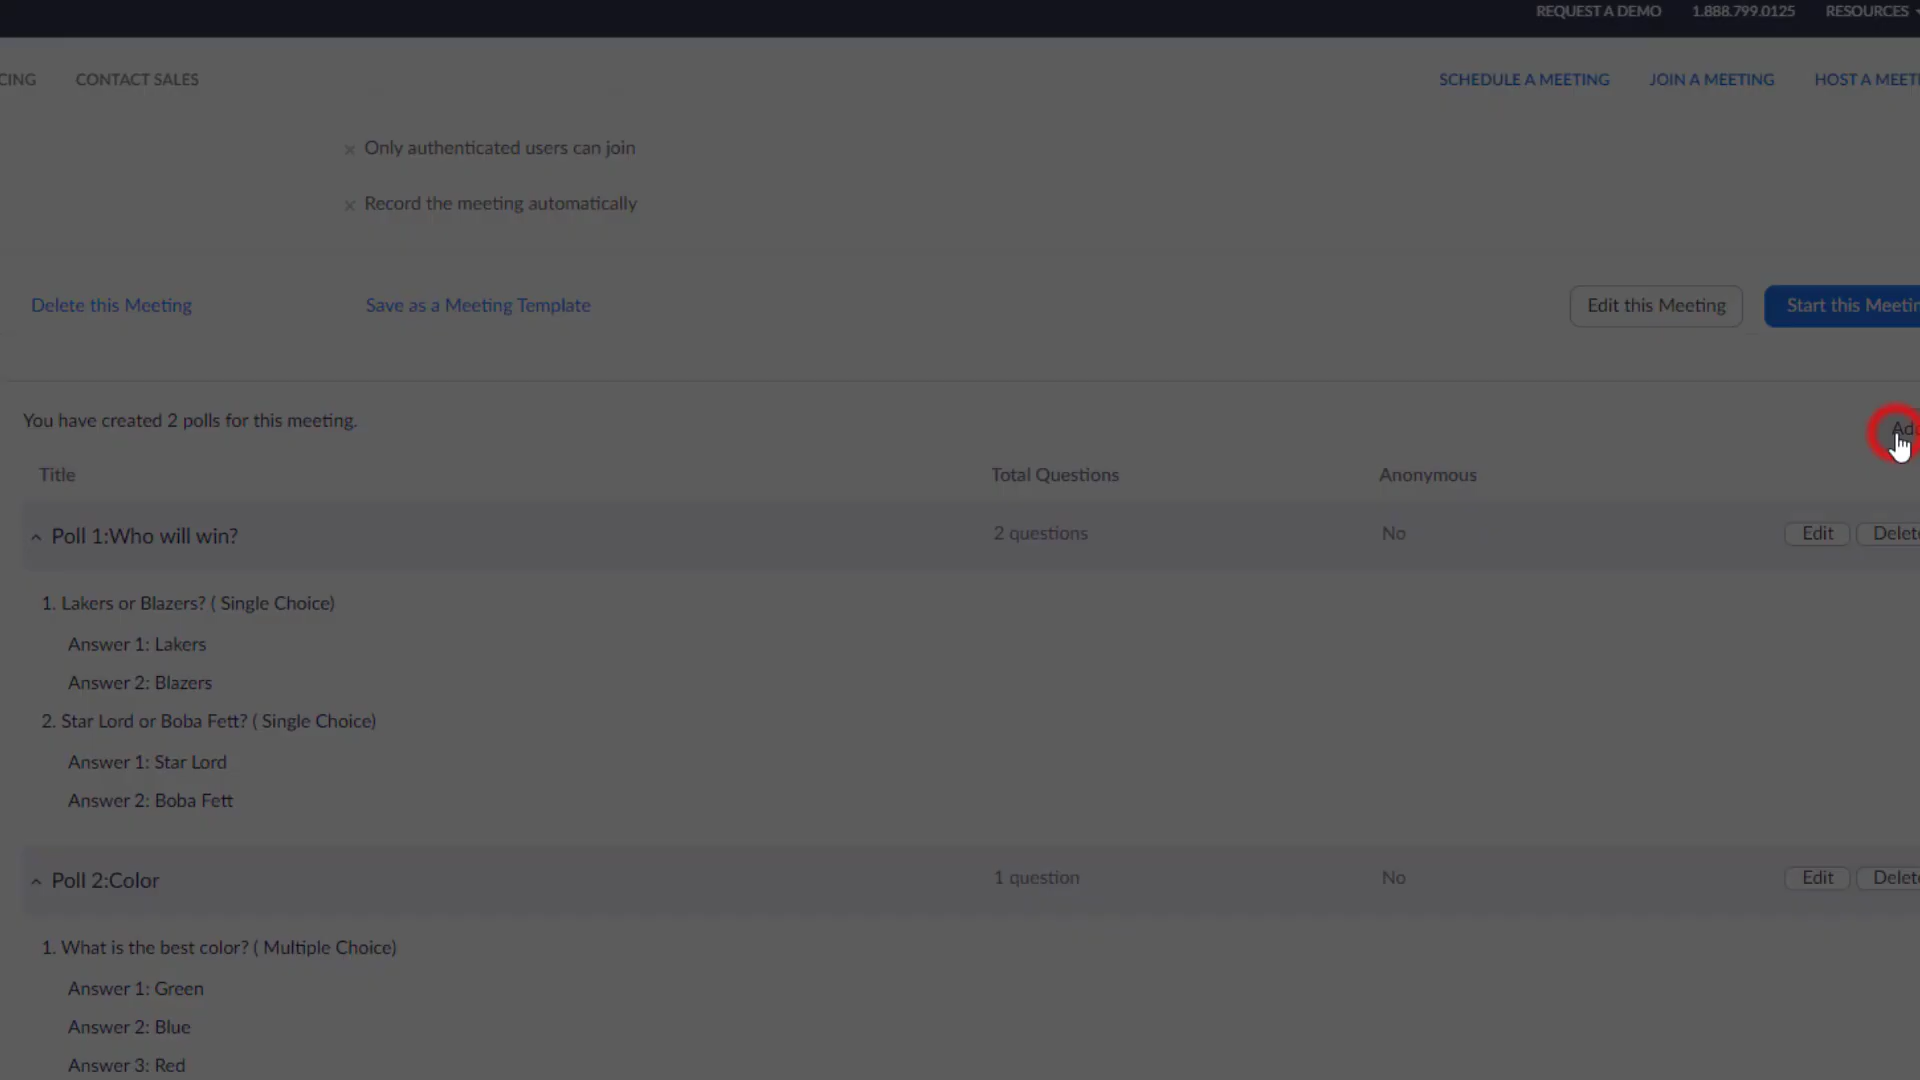 REQUEST A DEMO 1.888.799.0125 RESOURCES
CING CONTACT SALES SCHEDULE A MEETING JOIN A MEETING HOST A MEETI
× Only authenticated users can join
× Record the meeting automatically
Delete this Meeting Save as a Meeting Template Edit this Meeting Start this Meetin
You have created 2 polls for this meeting. Add
Title Total Questions Anonymous
Poll 1:Who will win? 2 questions No Edit Delete
1. Lakers or Blazers? ( Single Choice)
Answer 1: Lakers
Answer 2: Blazers
2. Star Lord or Boba Fett? ( Single Choice)
Answer 1: Star Lord
Answer 2: Boba Fett
Poll 2:Color 1 question No Edit Delete
1. What is the best color? ( Multiple Choice)
Answer 1: Green
Answer 2: Blue
Answer 3: Red